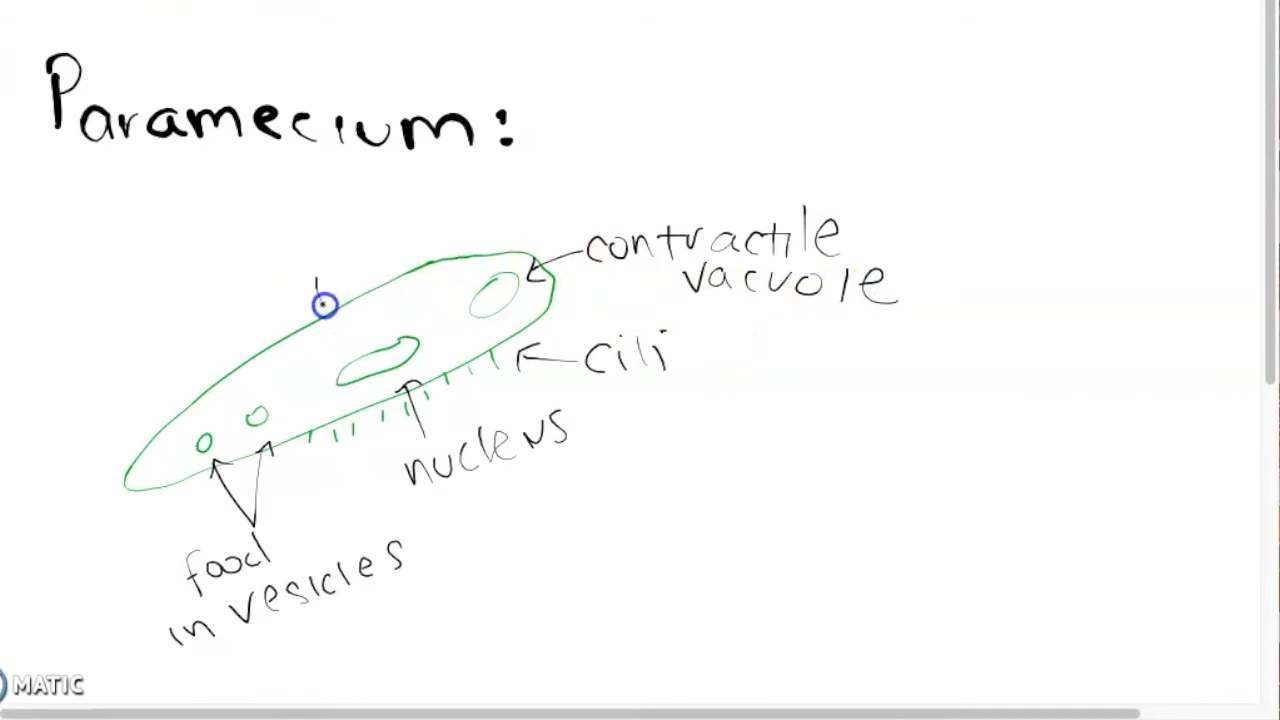 Paramecium:
contractile
vacuole
cili
nucleus
food
in vesicles
MATIC